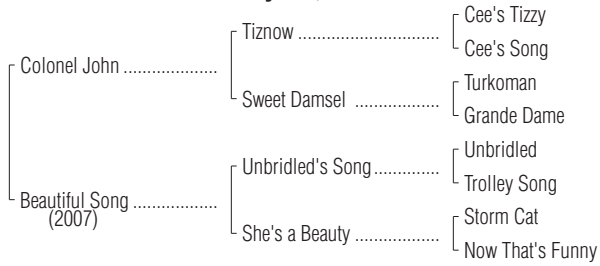 Cee's Tizzy
Tiznow ........................................
Cee's Song
Colonel John ....................
Turkoman
Sweet Damsel ........................
Grande Dame
Unbridled
Unbridled's Song..................
Trolley Song
Beautiful Song ..................
(2007)
Storm Cat
She's a Beauty ........................
Now That's Funny